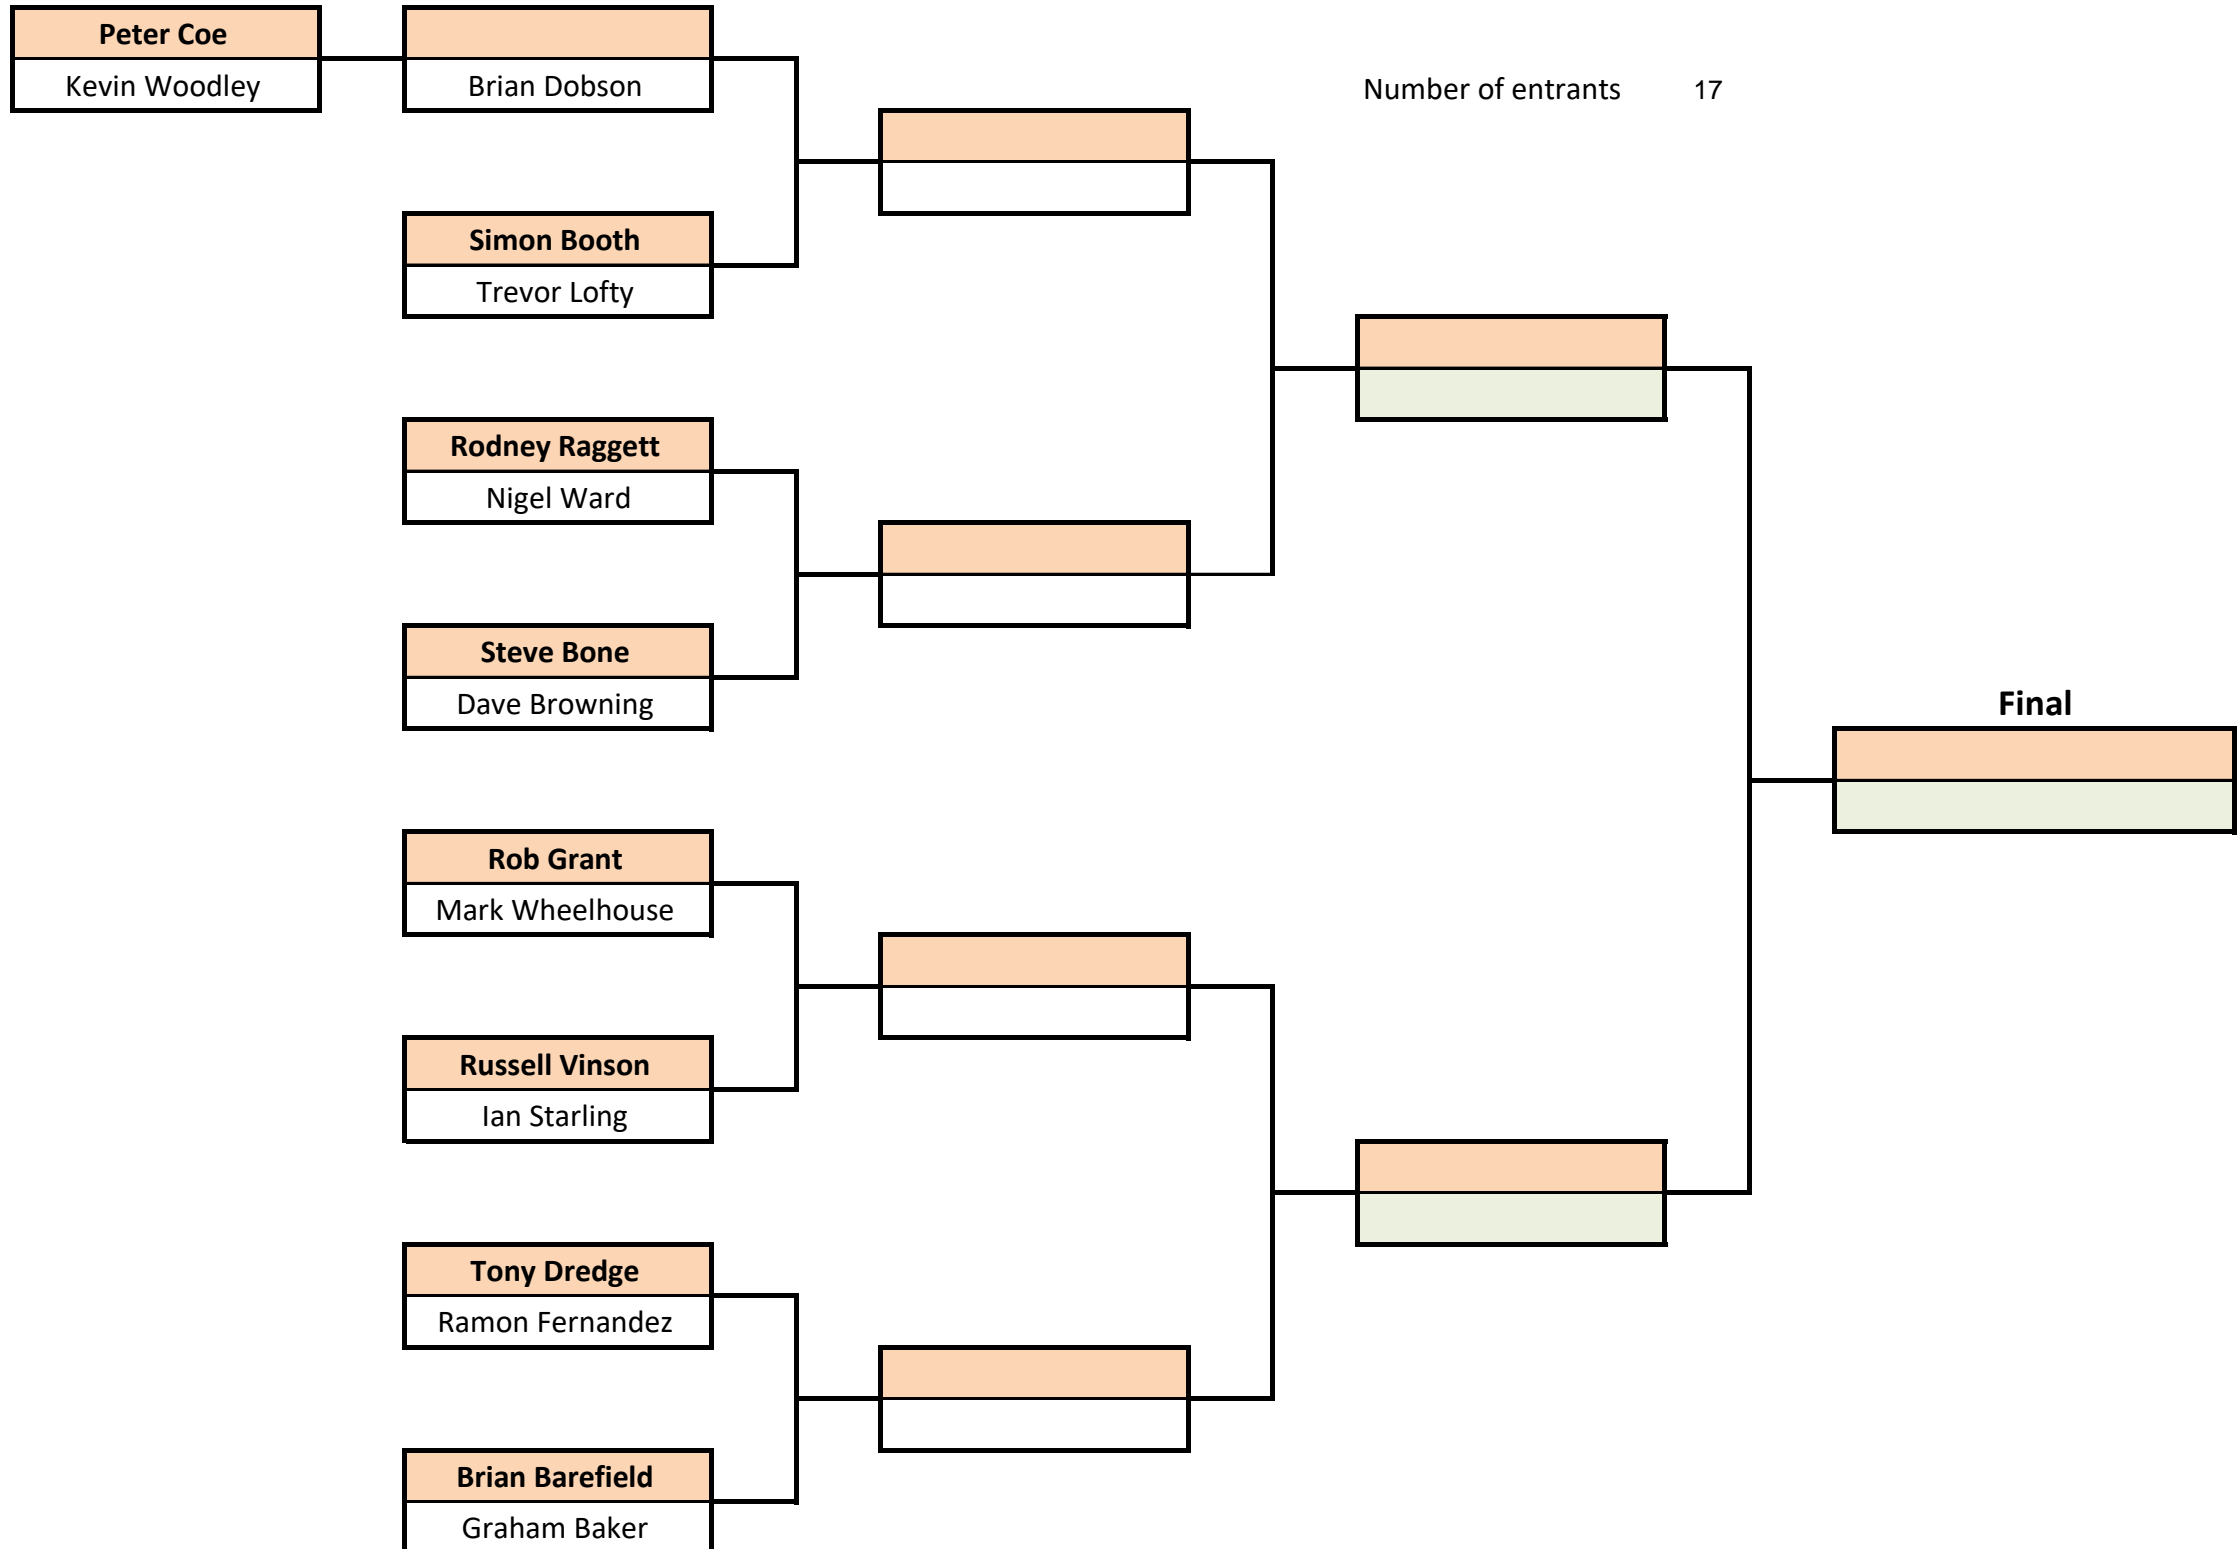 Peter Coe
Kevin Woodley
Brian Dobson
Number of entrants 17
Simon Booth
Trevor Lofty
Rodney Raggett
Nigel Ward
Steve Bone
Dave Browning
Final
Rob Grant
Mark Wheelhouse
Russell Vinson
Ian Starling
Tony Dredge
Ramon Fernandez
Brian Barefield
Graham Baker